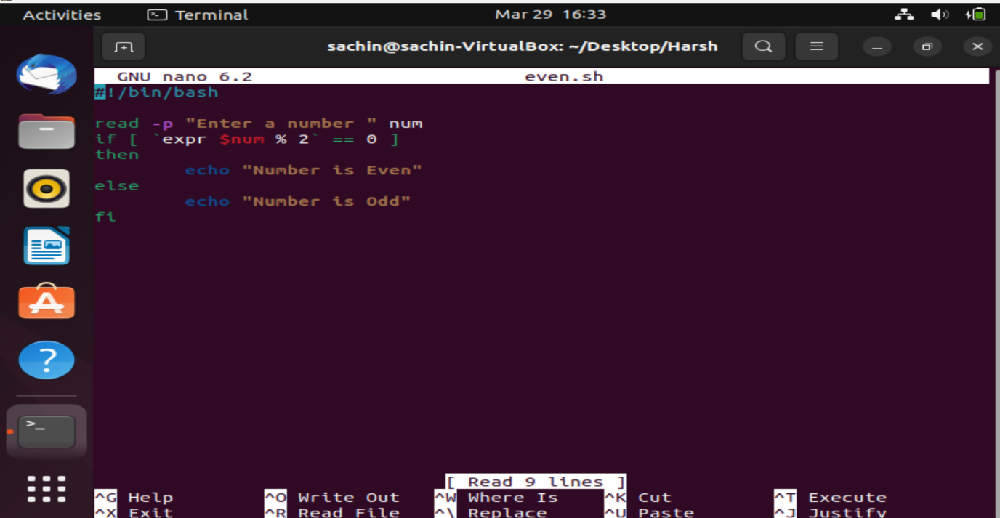 Activities Terminal Mar 29 16:33
sachin@sachin-VirtualBox: ~/Desktop/Harsh
GNU nano 6.2 even.sh
#!/bin/bash
read -p "Enter a number " num
if [ `expr $num % 2` == 0 ]
then
echo "Number is Even"
else
echo "Number is Odd"
fi
[ Read 9 lines ]
^G Help ^O Write Out ^W Where Is ^K Cut ^T Execute
^X Exit ^R Read File ^\ Replace ^U Paste ^J Justify